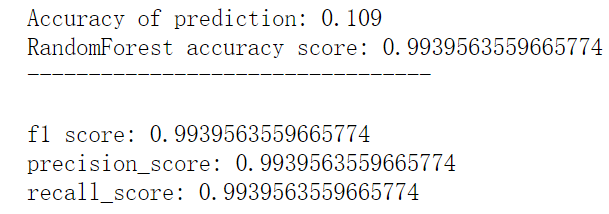 Accuracy of prediction: 0.109
RandomForest accuracy score: 0.9939563559665774
---------------------------------
f1 score: 0.9939563559665774
precision_score: 0.9939563559665774
recall_score: 0.9939563559665774